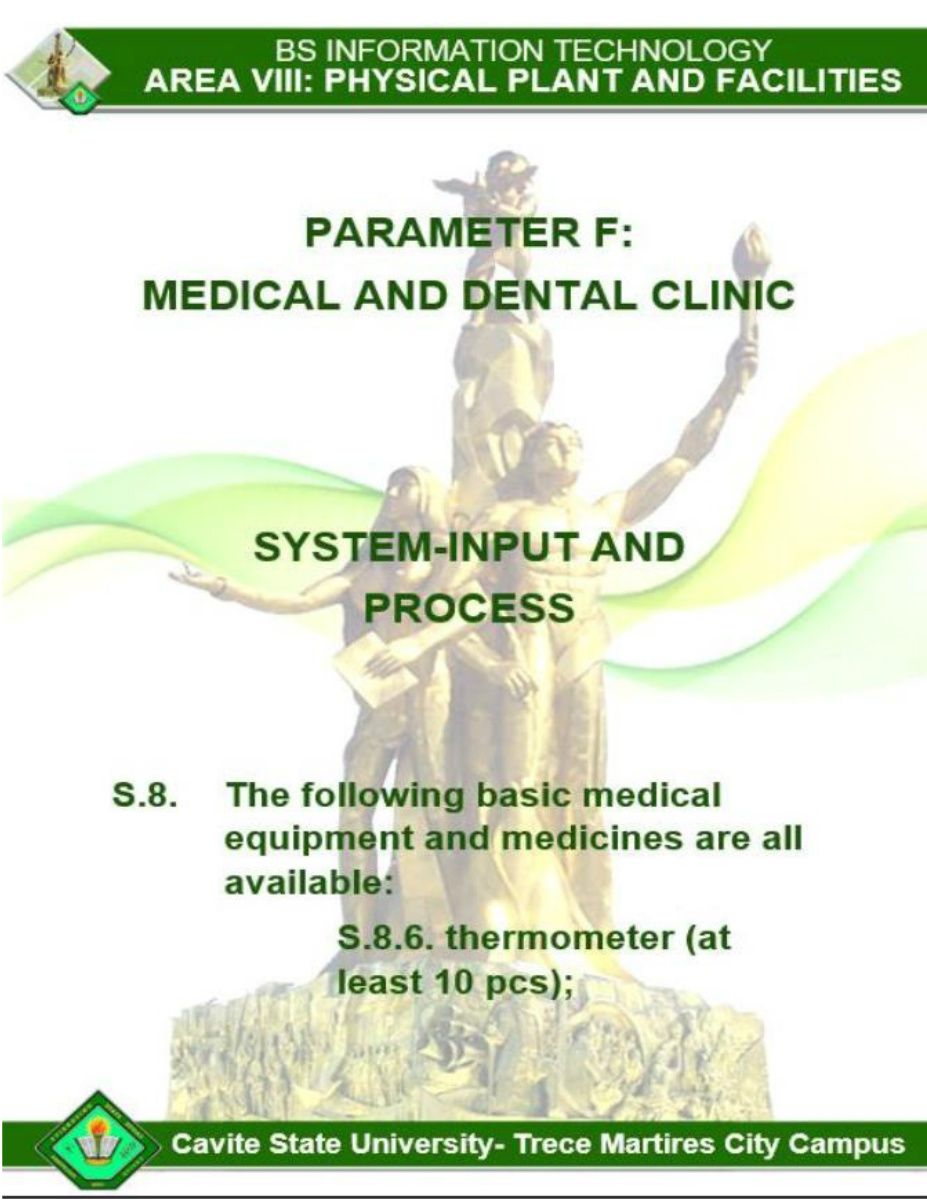 BS INFORMATION TECHNOLOGY
AREA VIII: PHYSICAL PLANT AND FACILITIES
PARAMETER F:
MEDICAL AND DENTAL CLINIC
SYSTEM-INPUT AND
PROCESS
S.8. The following basic medical
equipment and medicines are all
available:
S.8.6. thermometer (at
least 10 pcs);
Cavite State University- Trece Martires City Campus